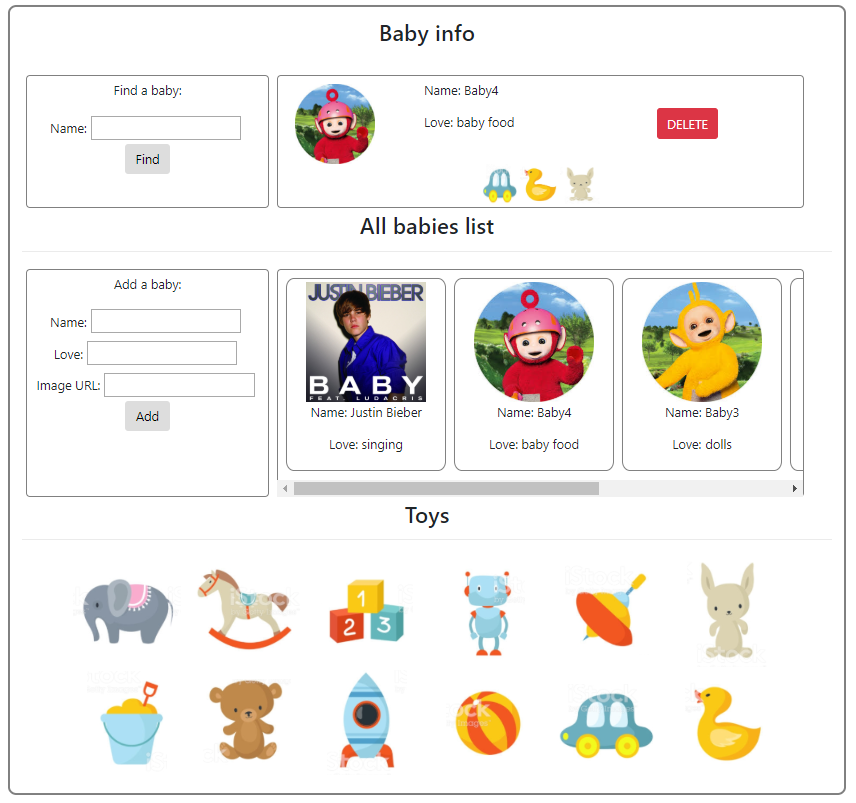 Baby info
Find a baby:
Name:
Find
Name: Baby4
Love: baby food
DELETE
All babies list
Add a baby:
Name:
Love:
Image URL:
Add
JUSTIN BIEBER
BABY
FEAT. LUDACRIS
Name: Justin Bieber
Love: singing
Name: Baby4
Love: baby food
Name: Baby3
Love: dolls
Toys
1
2
3